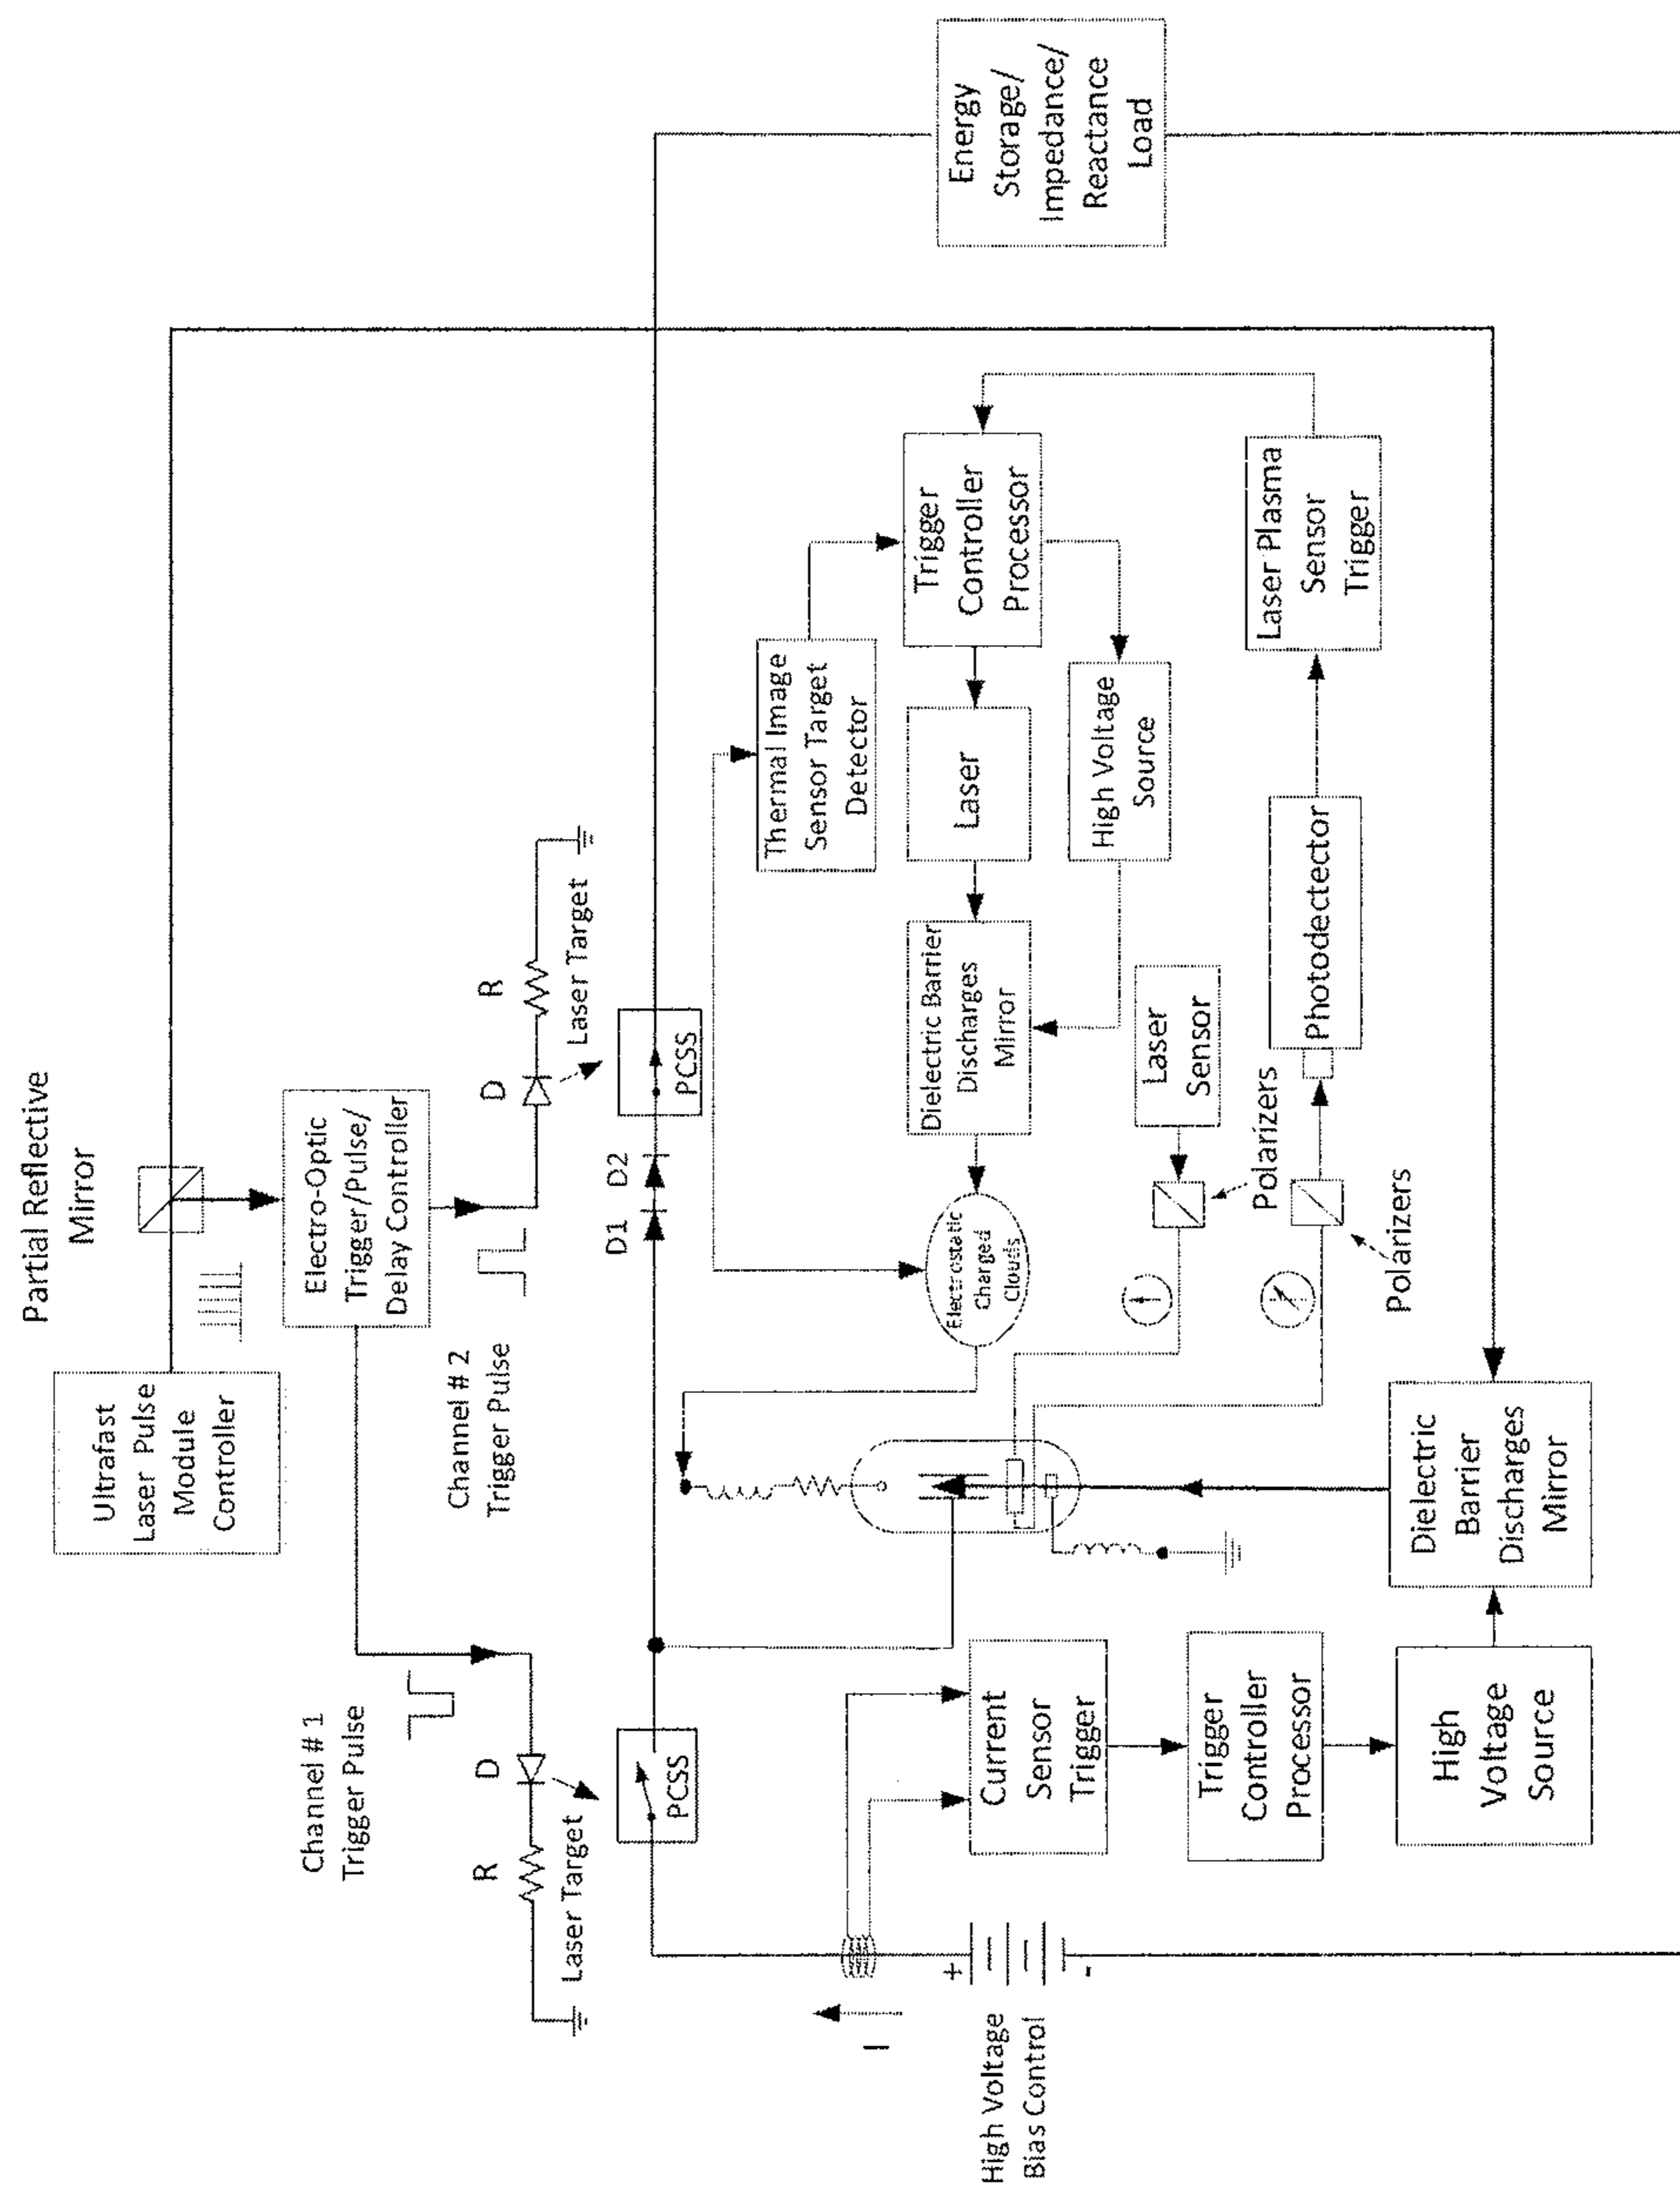 Partial Reflective
Mirror
Ultrafast
Laser Pulse
Module
Controller
Electro-Optic
Trigger/Pulse/
Delay Controller
Channel # 1
Trigger Pulse
Channel # 2
Trigger Pulse
R
D
Laser Target
D
R
Laser Target
PCSS
D1
D2
PCSS
Energy
Storage/
Impedance/
Reactance
Load
Thermal Image
Sensor Target
Detector
Trigger
Controller
Processor
Laser
High Voltage
Source
Dielectric Barrier
Discharges
Mirror
Electrostatic
Charged
Clouds
Laser
Sensor
Polarizers
Polarizers
Photodectector
Laser Plasma
Sensor
Trigger
I
+
-
High Voltage
Bias Control
Current
Sensor
Trigger
Trigger
Controller
Processor
High
Voltage
Source
Dielectric
Barrier
Discharges
Mirror